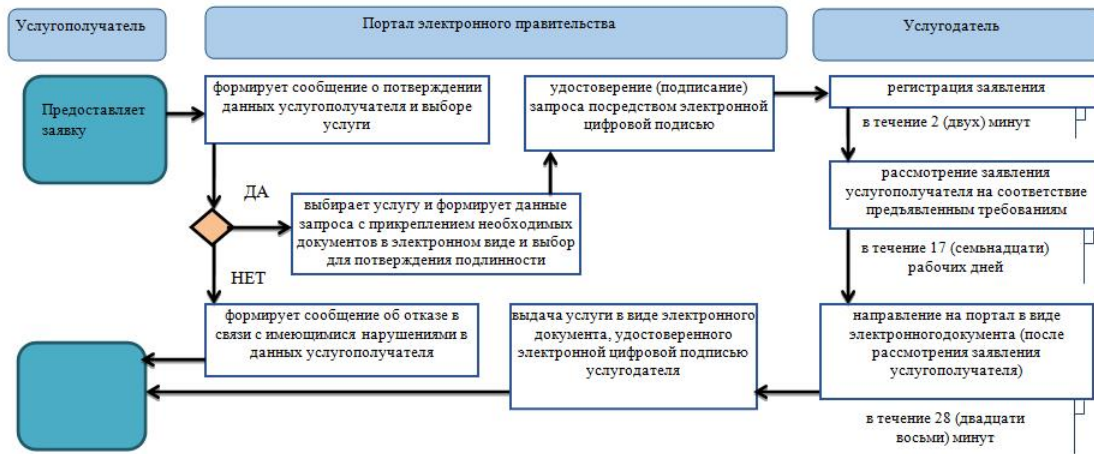 Услугополучатель
Портал электронного правительства
Услугодатель
Предоставляет
заявку
формирует сообщение о потверждении
данных услугополучателя и выборе
услуги
удостоверение (подписание)
запроса посредством электронной
цифровой подисью
регистрация заявления
в течение 2 (двух) минут
рассмотрение заявления
услугополучателя на соответствие
предъявленным требованиям
в течение 17 (семьнадцати)
рабочих дней
ДА
выбирает услугу и формирует данные
запроса с прикреплением необходимых
документов в электронном виде и выбор
для потверждения подлинности
НЕТ
формирует сообщение об отказе в
связи с имеющимися нарушениями в
данных услугополучателя
выдача услуги в виде электронного
документа, удостоверенного
электронной цифровой подписью
услугодателя
направление на портал в виде
электронногодокумента (после
рассмотрения заявления
услугополучателя)
в течение 28 (двадцати
восьми) минут